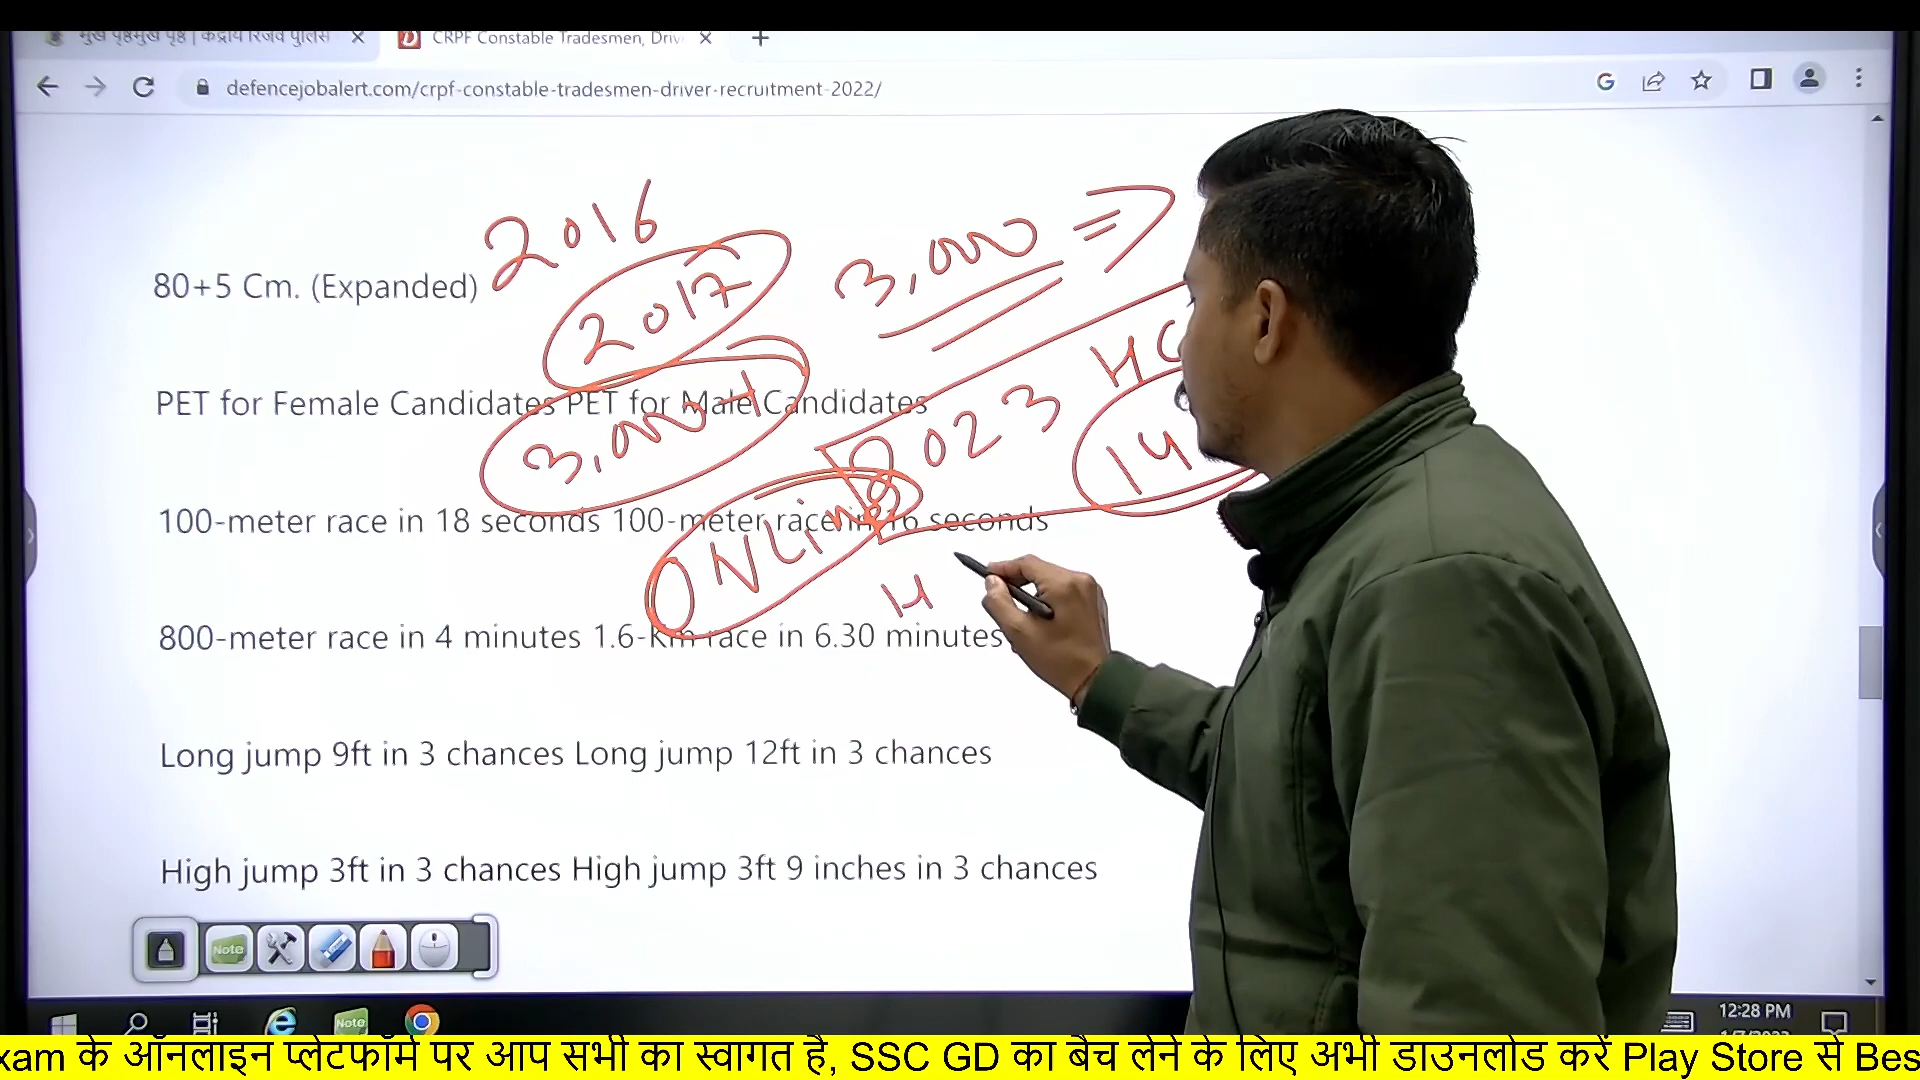 मुख पृष्ठमुख पृष्ठ | केंद्रीय रिजर्व पुलिस
CRPF Constable Tradesmen, Driv
defencejobalert.com/crpf-constable-tradesmen-driver-recruitment-2022/
2016
3,000 =>
80+5 Cm. (Expanded)
2017
HC
PET for Female Candidates PET for Male Candidates
3,000+
2023
14
100-meter race in 18 seconds 100-meter race in 16 seconds
ONLine
H
800-meter race in 4 minutes 1.6-Km race in 6.30 minutes
Long jump 9ft in 3 chances Long jump 12ft in 3 chances
High jump 3ft in 3 chances High jump 3ft 9 inches in 3 chances
Note
Note
12:28 PM
xam के ऑनलाइन प्लेटफॉर्म पर आप सभी का स्वागत है, SSC GD का बैच लेने के लिए अभी डाउनलोड करें Play Store से Bes